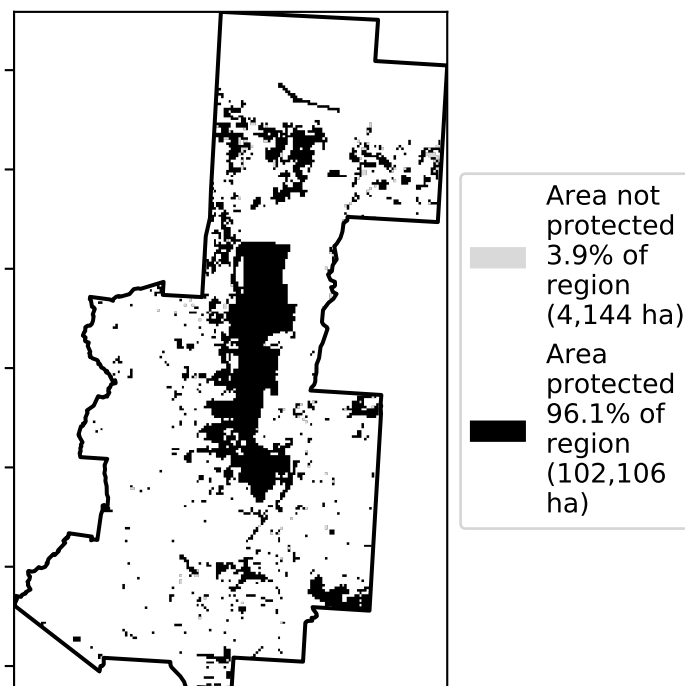 Area not
protected
3.9% of
region
(4,144 ha)
Area
protected
96.1% of
region
(102,106
ha)